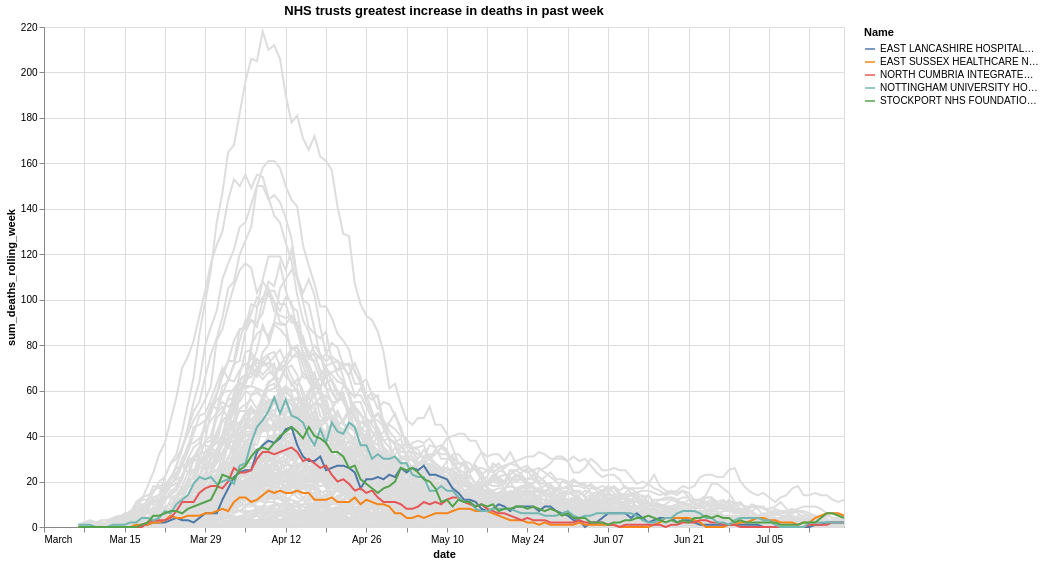 NHS trusts greatest increase in deaths in past week
220
200
180
160
140
120
100
80
60
40
20
0
sum_deaths_rolling_week
March
Mar 15
Mar 29
Apr 12
Apr 26
May 10
May 24
Jun 07
Jun 21
Jul 05
date
Name
EAST LANCASHIRE HOSPITAL…
EAST SUSSEX HEALTHCARE N…
NORTH CUMBRIA INTEGRATE…
NOTTINGHAM UNIVERSITY HO…
STOCKPORT NHS FOUNDATIO…